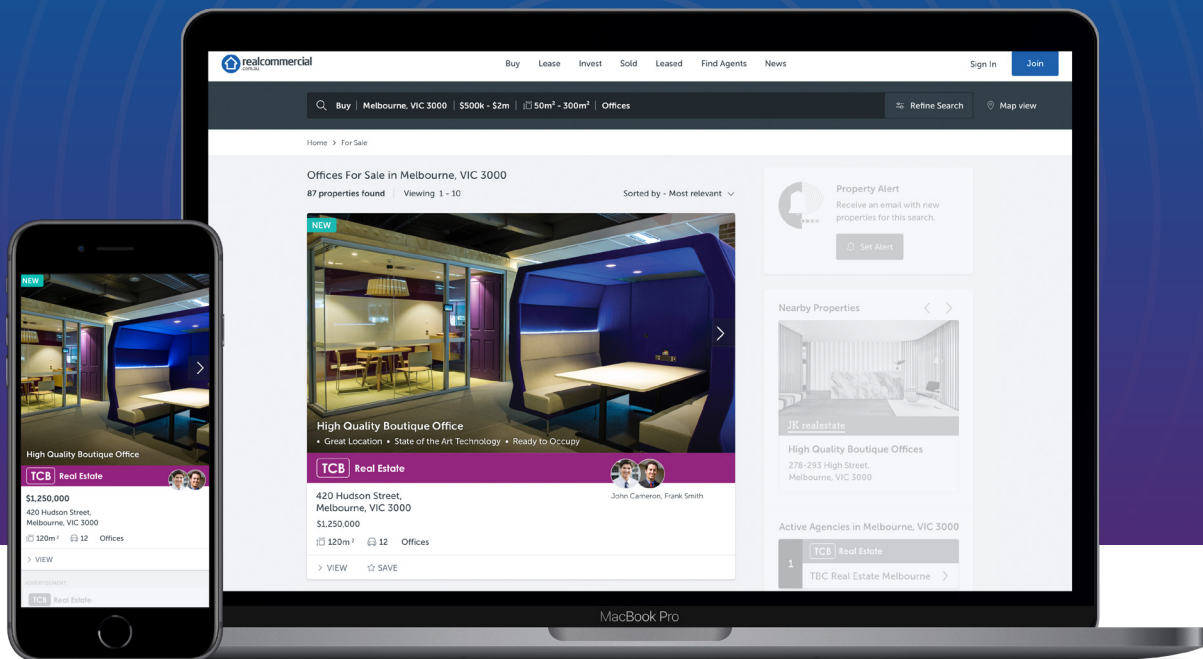 realcommercial
.com.au
Buy Lease Invest Sold Leased Find Agents News
Sign In Join
Buy | Melbourne, VIC 3000 | $500k - $2m | 50m² - 300m² | Offices
Refine Search Map view
Home > For Sale
Offices For Sale in Melbourne, VIC 3000
87 properties found Viewing 1 - 10 Sorted by - Most relevant
NEW
High Quality Boutique Office
• Great Location • State of the Art Technology • Ready to Occupy
TCB Real Estate
420 Hudson Street,
Melbourne, VIC 3000
John Cameron, Frank Smith
$1,250,000
120m² 12 Offices
> VIEW SAVE
Property Alert
Receive an email with new
properties for this search.
Set Alert
Nearby Properties
JK realestate
High Quality Boutique Offices
278-293 High Street,
Melbourne, VIC 3000
Active Agencies in Melbourne, VIC 3000
1
TCB Real Estate
TBC Real Estate Melbourne >
MacBook Pro
NEW
High Quality Boutique Office
TCB Real Estate
$1,250,000
420 Hudson Street,
Melbourne, VIC 3000
120m² 12 Offices
> VIEW
ADVERTISEMENT
TCB Real Estate